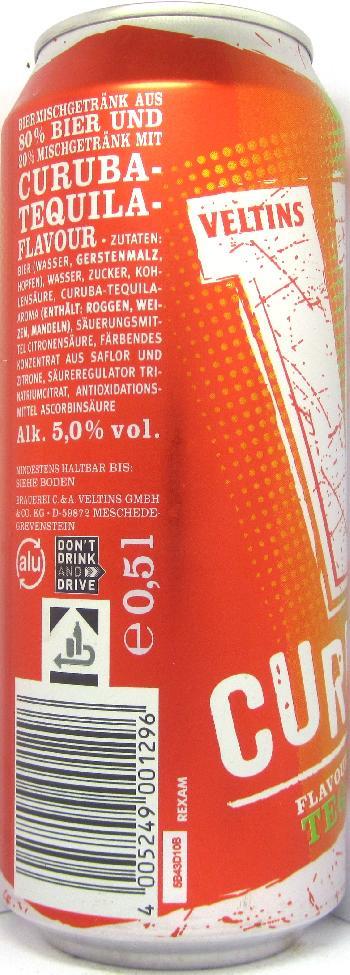 BIERMISCHGETRÄNK AUS
80% BIER UND
20% MISCHGETRÄNK MIT
CURUBA-
TEQUILA-
FLAVOUR · ZUTATEN:
BIER (WASSER, GERSTENMALZ,
HOPFEN), WASSER, ZUCKER, KOH-
LENSÄURE, CURUBA-TEQUILA-
AROMA (ENTHÄLT: ROGGEN, WEI-
ZEN, MANDELN), SÄUERUNGSMIT-
TEL CITRONENSÄURE, FÄRBENDES
KONZENTRAT AUS SAFLOR UND
ZITRONE, SÄUREREGULATOR TRI-
NATRIUMCITRAT, ANTIOXIDATIONS-
MITTEL ASCORBINSÄURE
Alk. 5,0% vol.
MINDESTENS HALTBAR BIS:
SIEHE BODEN
BRAUEREI C. & A. VELTINS GMBH
& CO. KG · D-59872 MESCHEDE-
GREVENSTEIN
alu
DON'T
DRINK
AND
DRIVE
e 0,5l
4 005249 001296
REXAM
5B43D10B
VELTINS
V
CUR
FLAVOU
TE